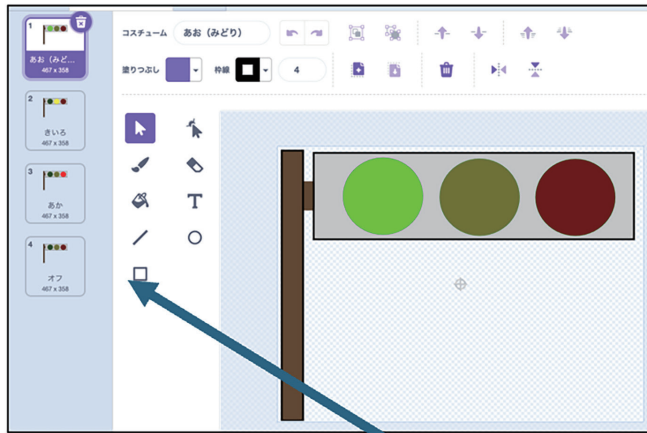 コスチューム あお（みどり）
塗りつぶし 枠線 4
1
あお（みど...
467 x 358
2
きいろ
467 x 358
3
あか
467 x 358
4
オフ
467 x 358
T